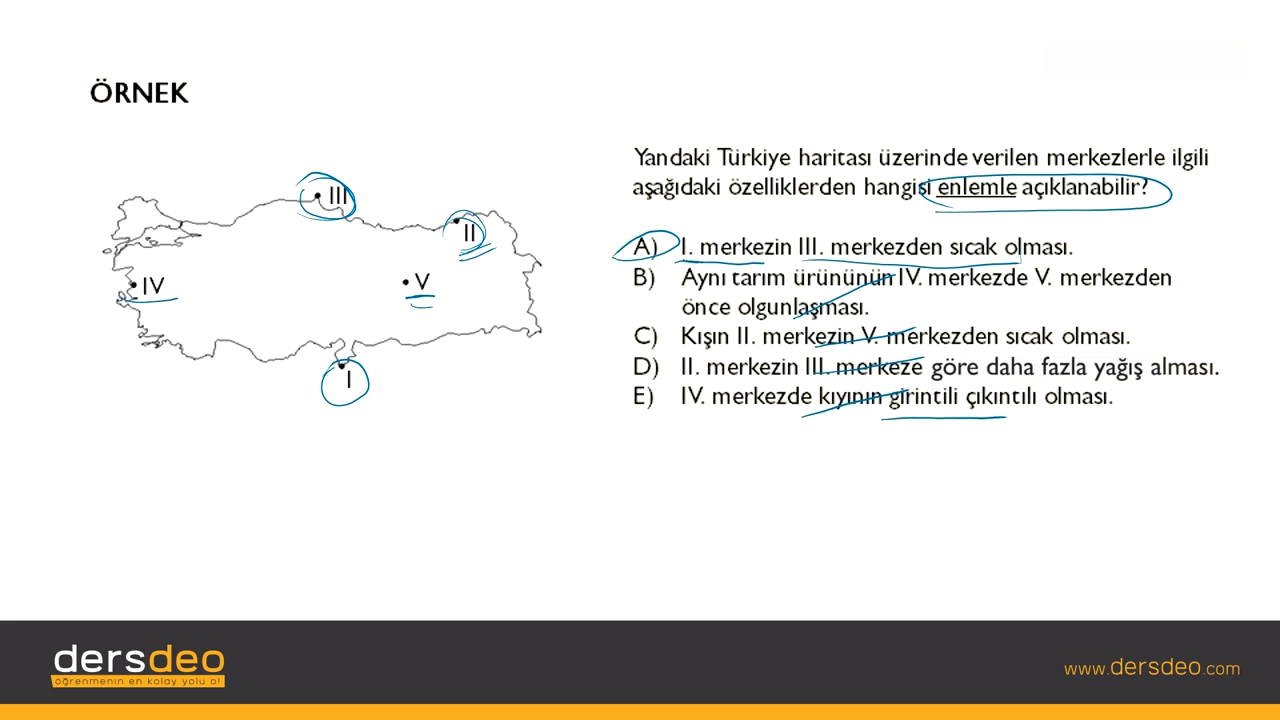 ÖRNEK
Yandaki Türkiye haritası üzerinde verilen merkezlerle ilgili
aşağıdaki özelliklerden hangisi enlemle açıklanabilir?
A) I. merkezin III. merkezden sıcak olması.
B) Aynı tarım ürününün IV. merkezde V. merkezden
önce olgunlaşması.
C) Kışın II. merkezin V. merkezden sıcak olması.
D) II. merkezin III. merkeze göre daha fazla yağış alması.
E) IV. merkezde kıyının girintili çıkıntılı olması.
III
II
IV
V
I
dersdeo
öğrenmenin en kolay yolu o!
www.dersdeo.com